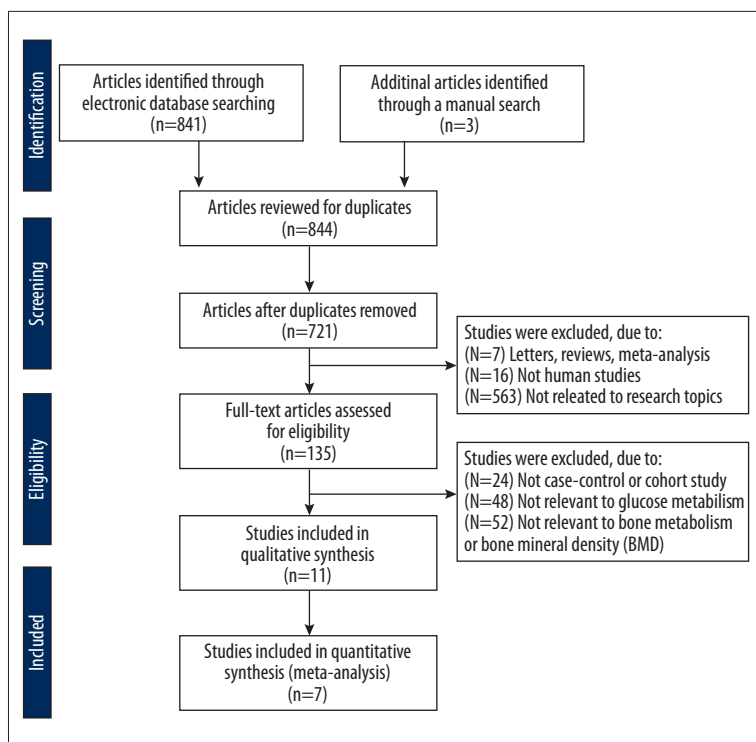 Identification
Articles identified through
electronic database searching
(n=841)
Additinal articles identified
through a manual search
(n=3)
Articles reviewed for duplicates
(n=844)
Screening
Articles after duplicates removed
(n=721)
Studies were excluded, due to:
(N=7) Letters, reviews, meta-analysis
(N=16) Not human studies
(N=563) Not releated to research topics
Eligibility
Full-text articles assessed
for eligibility
(n=135)
Studies were excluded, due to:
(N=24) Not case-control or cohort study
(N=48) Not relevant to glucose metabilism
(N=52) Not relevant to bone metabolism
or bone mineral density (BMD)
Studies included in
qualitative synthesis
(n=11)
Included
Studies included in quantitative
synthesis (meta-analysis)
(n=7)